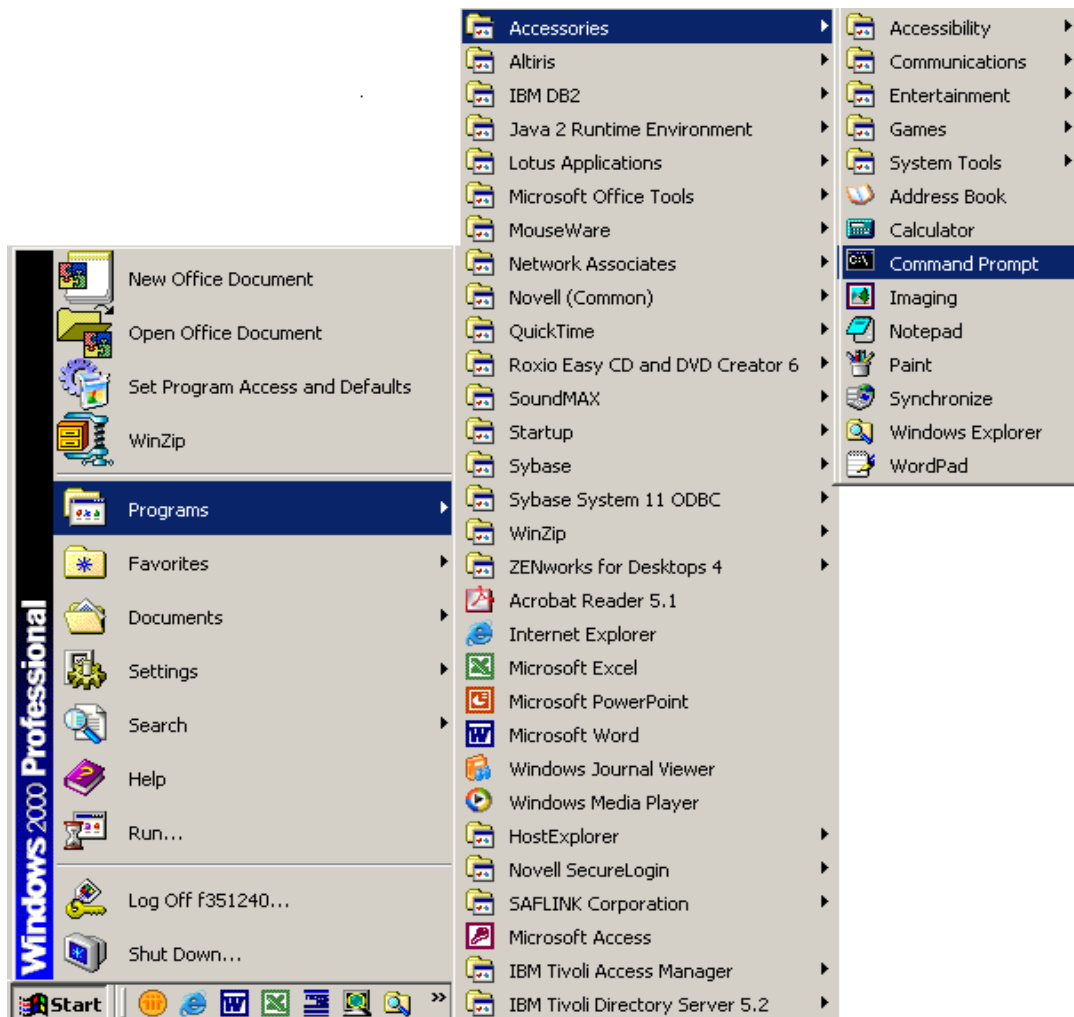 New Office Document
Open Office Document
Set Program Access and Defaults
WinZip
Programs
Favorites
Documents
Settings
Search
Help
Run...
Log Off f351240...
Shut Down...
Windows 2000 Professional
Start
»
Accessories
Altiris
IBM DB2
Java 2 Runtime Environment
Lotus Applications
Microsoft Office Tools
MouseWare
Network Associates
Novell (Common)
QuickTime
Roxio Easy CD and DVD Creator 6
SoundMAX
Startup
Sybase
Sybase System 11 ODBC
WinZip
ZENworks for Desktops 4
Acrobat Reader 5.1
Internet Explorer
Microsoft Excel
Microsoft PowerPoint
Microsoft Word
Windows Journal Viewer
Windows Media Player
HostExplorer
Novell SecureLogin
SAFLINK Corporation
Microsoft Access
IBM Tivoli Access Manager
IBM Tivoli Directory Server 5.2
Accessibility
Communications
Entertainment
Games
System Tools
Address Book
Calculator
Command Prompt
Imaging
Notepad
Paint
Synchronize
Windows Explorer
WordPad